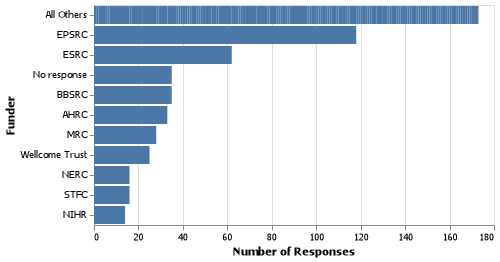 All Others
EPSRC
ESRC
No response
BBSRC
AHRC
MRC
Wellcome Trust
NERC
STFC
NIHR
Funder
0 20 40 60 80 100 120 140 160 180
Number of Responses